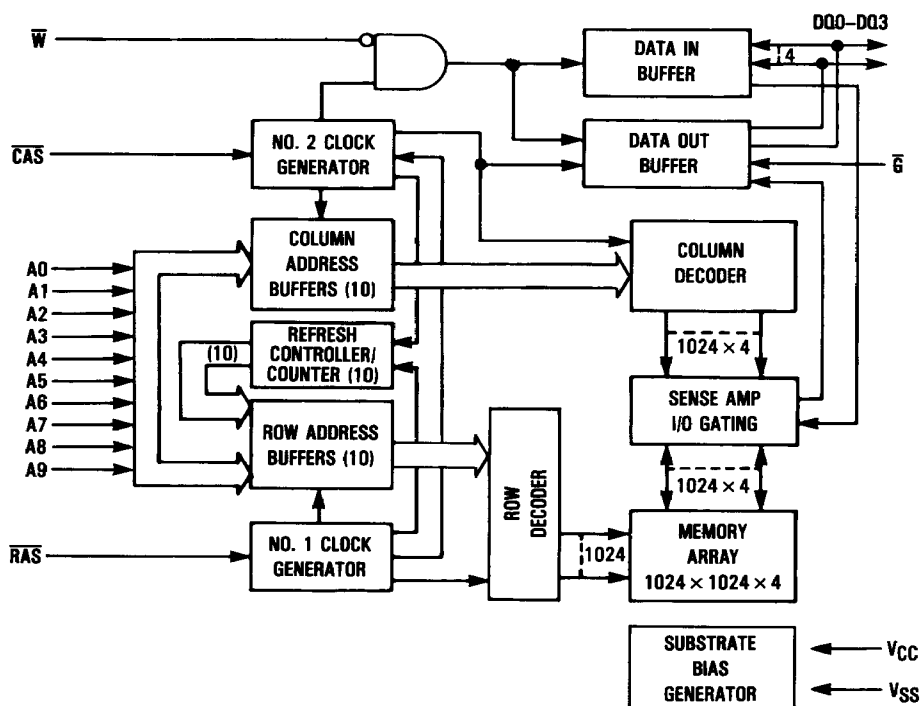 W̅
DQ0–DQ3
DATA IN
BUFFER
4
C̅A̅S̅
NO. 2 CLOCK
GENERATOR
DATA OUT
BUFFER
G̅
COLUMN
ADDRESS
BUFFERS (10)
COLUMN
DECODER
A0
A1
A2
A3
A4
A5
A6
A7
A8
A9
(10)
REFRESH
CONTROLLER/
COUNTER (10)
1024 × 4
SENSE AMP
I/O GATING
ROW ADDRESS
BUFFERS (10)
1024 × 4
ROW
DECODER
R̅A̅S̅
NO. 1 CLOCK
GENERATOR
1024
MEMORY
ARRAY
1024 × 1024 × 4
SUBSTRATE
BIAS
GENERATOR
VCC
VSS